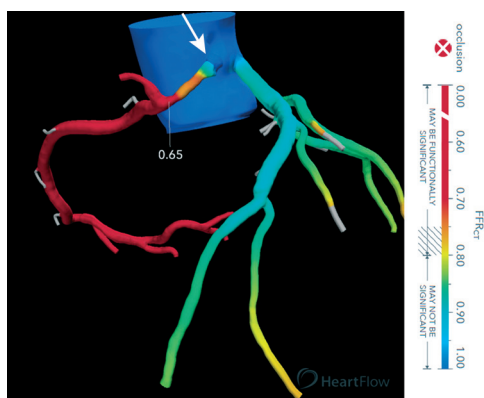 0.65
HeartFlow
occlusion
0.00
0.60
0.70
0.80
0.90
1.00
MAY BE FUNCTIONALLY
SIGNIFICANT
MAY NOT BE
SIGNIFICANT
FFRCT